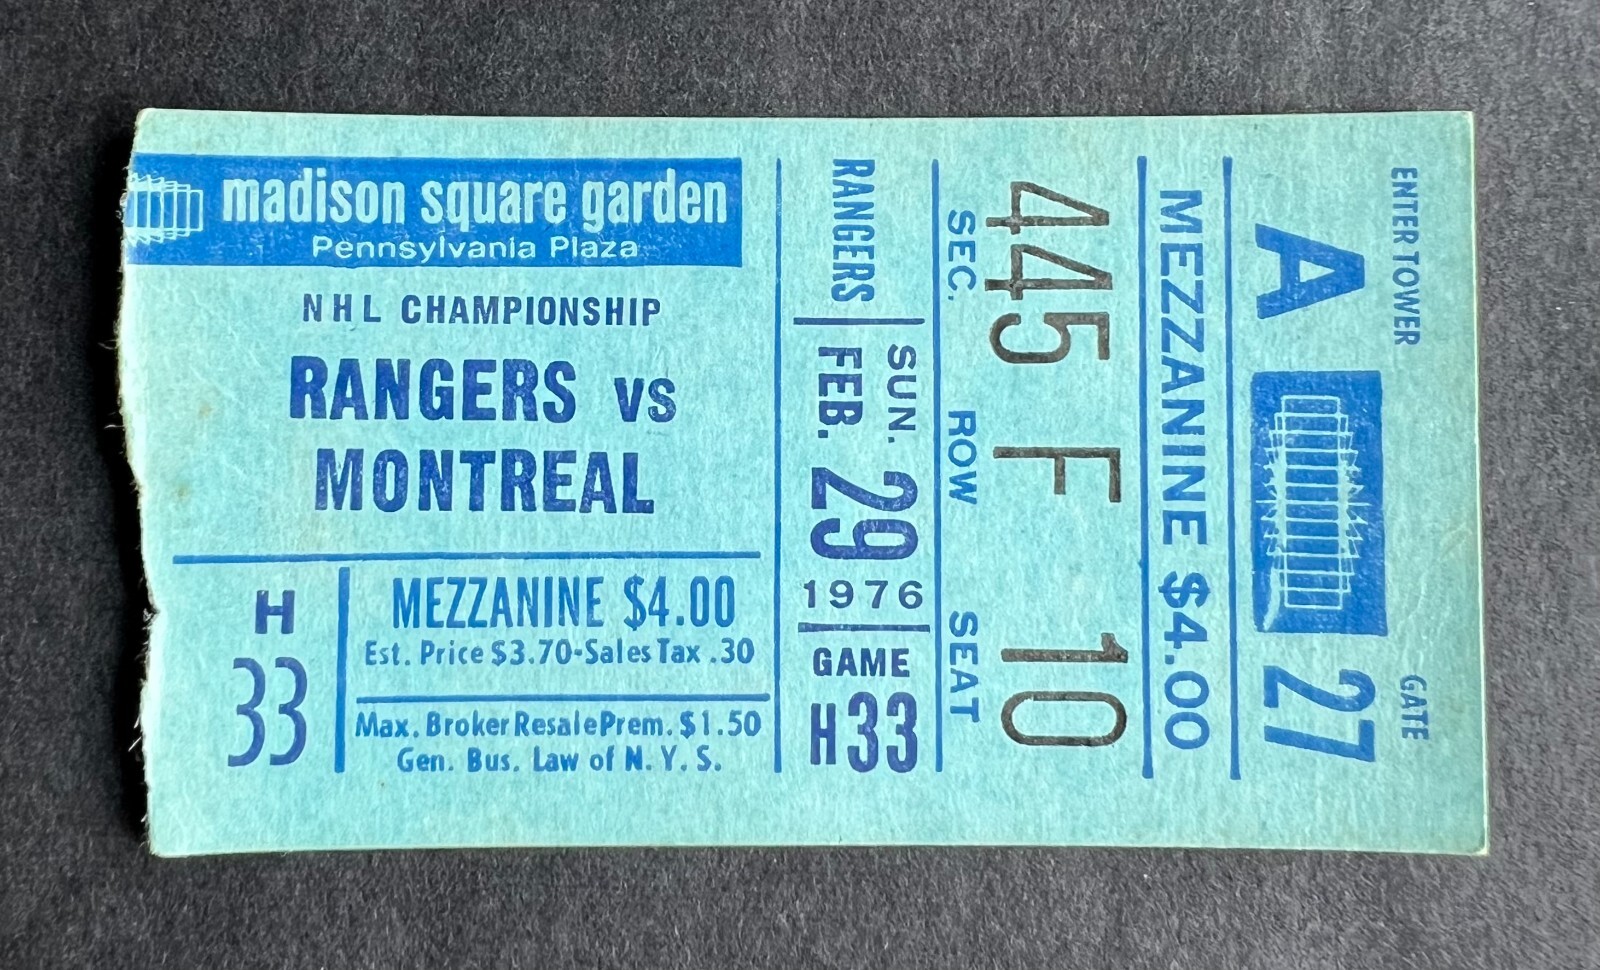 madison square garden
Pennsylvania Plaza
NHL CHAMPIONSHIP
RANGERS VS
MONTREAL
H
33
MEZZANINE $4.00
Est. Price $3.70-Sales Tax .30
Max. Broker Resale Prem. $1.50
Gen. Bus. Law of N. Y. S.
RANGERS
SUN.
FEB. 29
1976
GAME
H33
SEC. ROW SEAT
445 F 10
MEZZANINE $4.00
ENTER TOWER
A
GATE
27